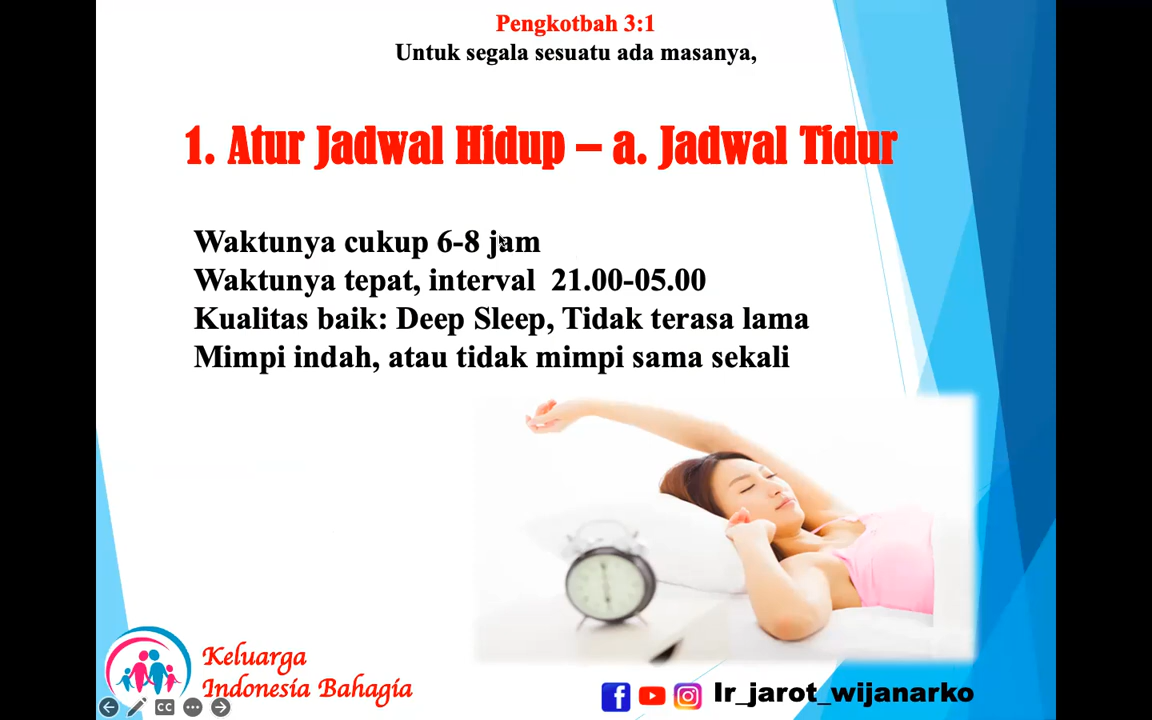 Pengkotbah 3:1
Untuk segala sesuatu ada masanya,
1. Atur Jadwal Hidup – a. Jadwal Tidur
Waktunya cukup 6-8 jam
Waktunya tepat, interval 21.00-05.00
Kualitas baik: Deep Sleep, Tidak terasa lama
Mimpi indah, atau tidak mimpi sama sekali
Keluarga
Indonesia Bahagia
CC
Ir_jarot_wijanarko